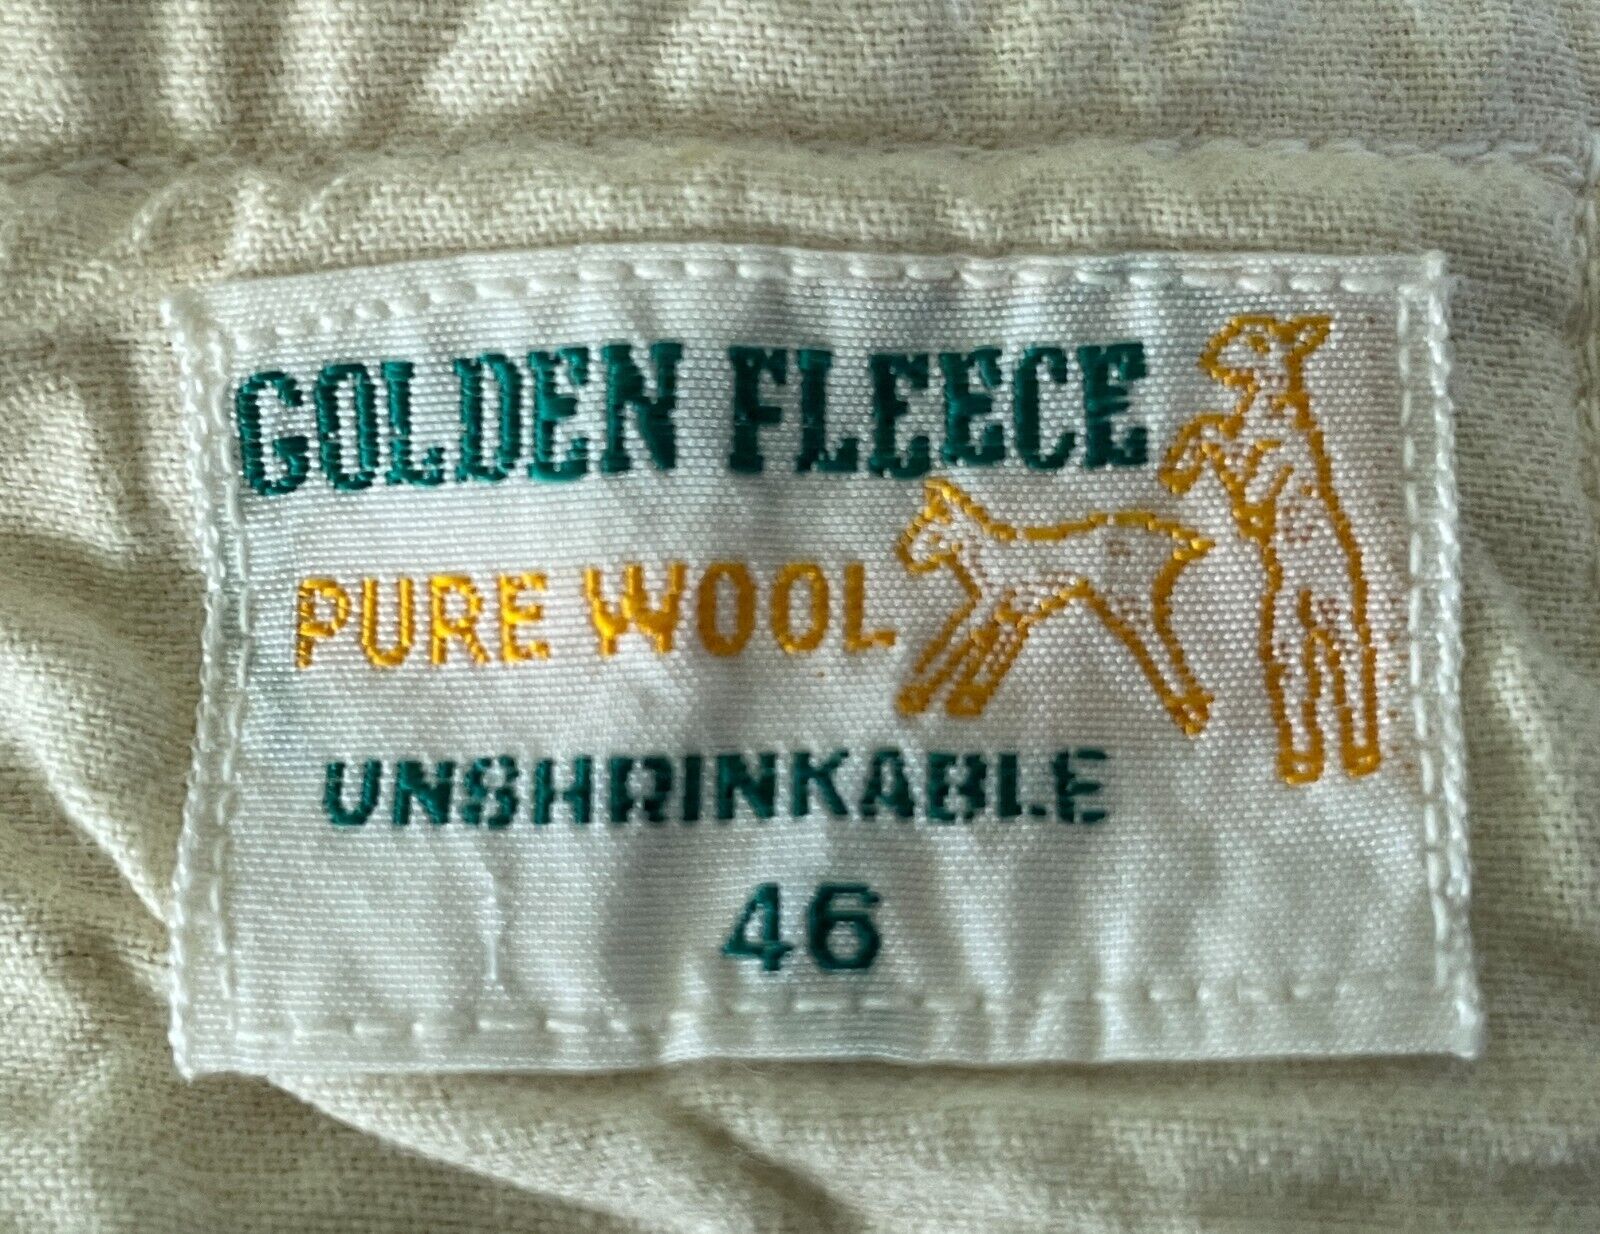 GOLDEN FLEECE
PURE WOOL
UNSHRINKABLE
46